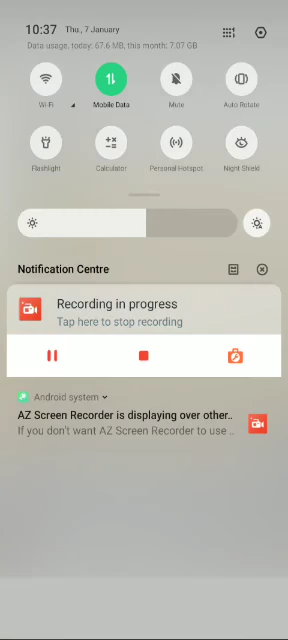 10:37 Thu., 7 January
Data usage, today: 67.6 MB, this month: 7.07 GB
Wi-Fi Mobile Data Mute Auto Rotate
Flashlight Calculator Personal Hotspot Night Shield
Notification Centre
Recording in progress
Tap here to stop recording
Android system
AZ Screen Recorder is displaying over other..
If you don't want AZ Screen Recorder to use ..